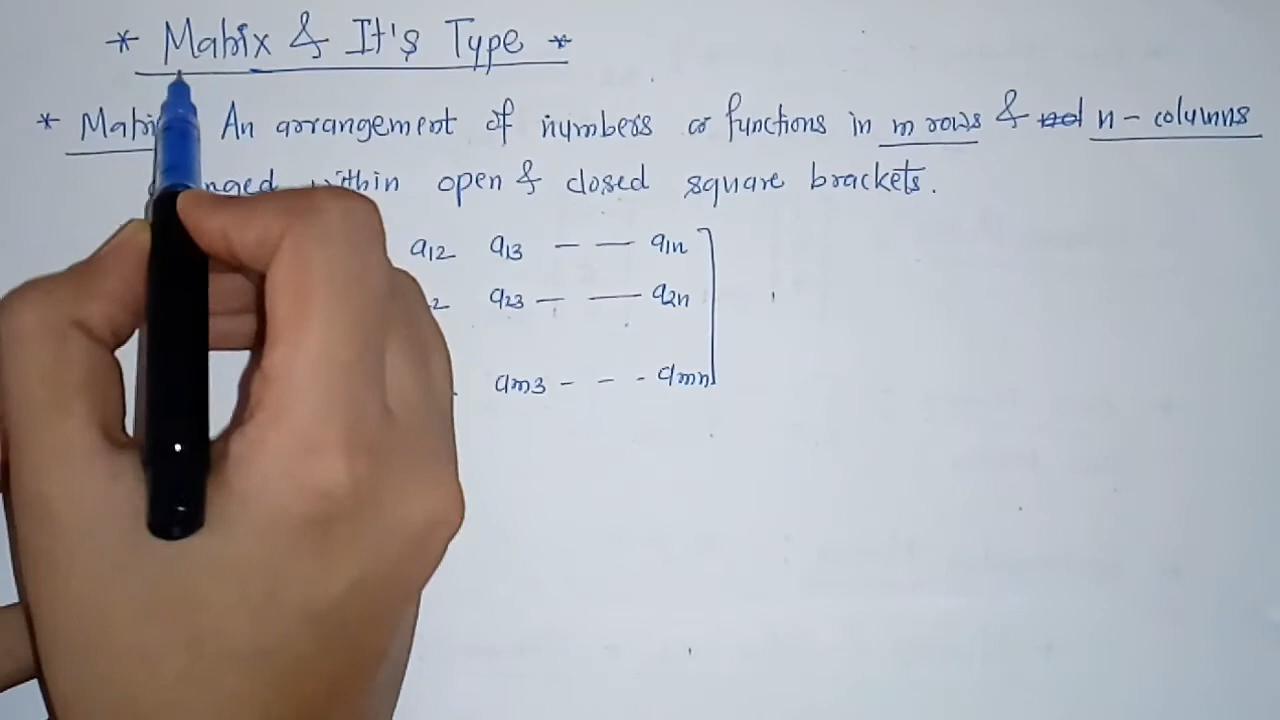 * Matrix & It's Type *
* An arrangement of numbers or functions in m rows & n - columns
within open & closed square brackets.
a12 a13 — — a1n
a23 — — a2n
am3 - - - amn